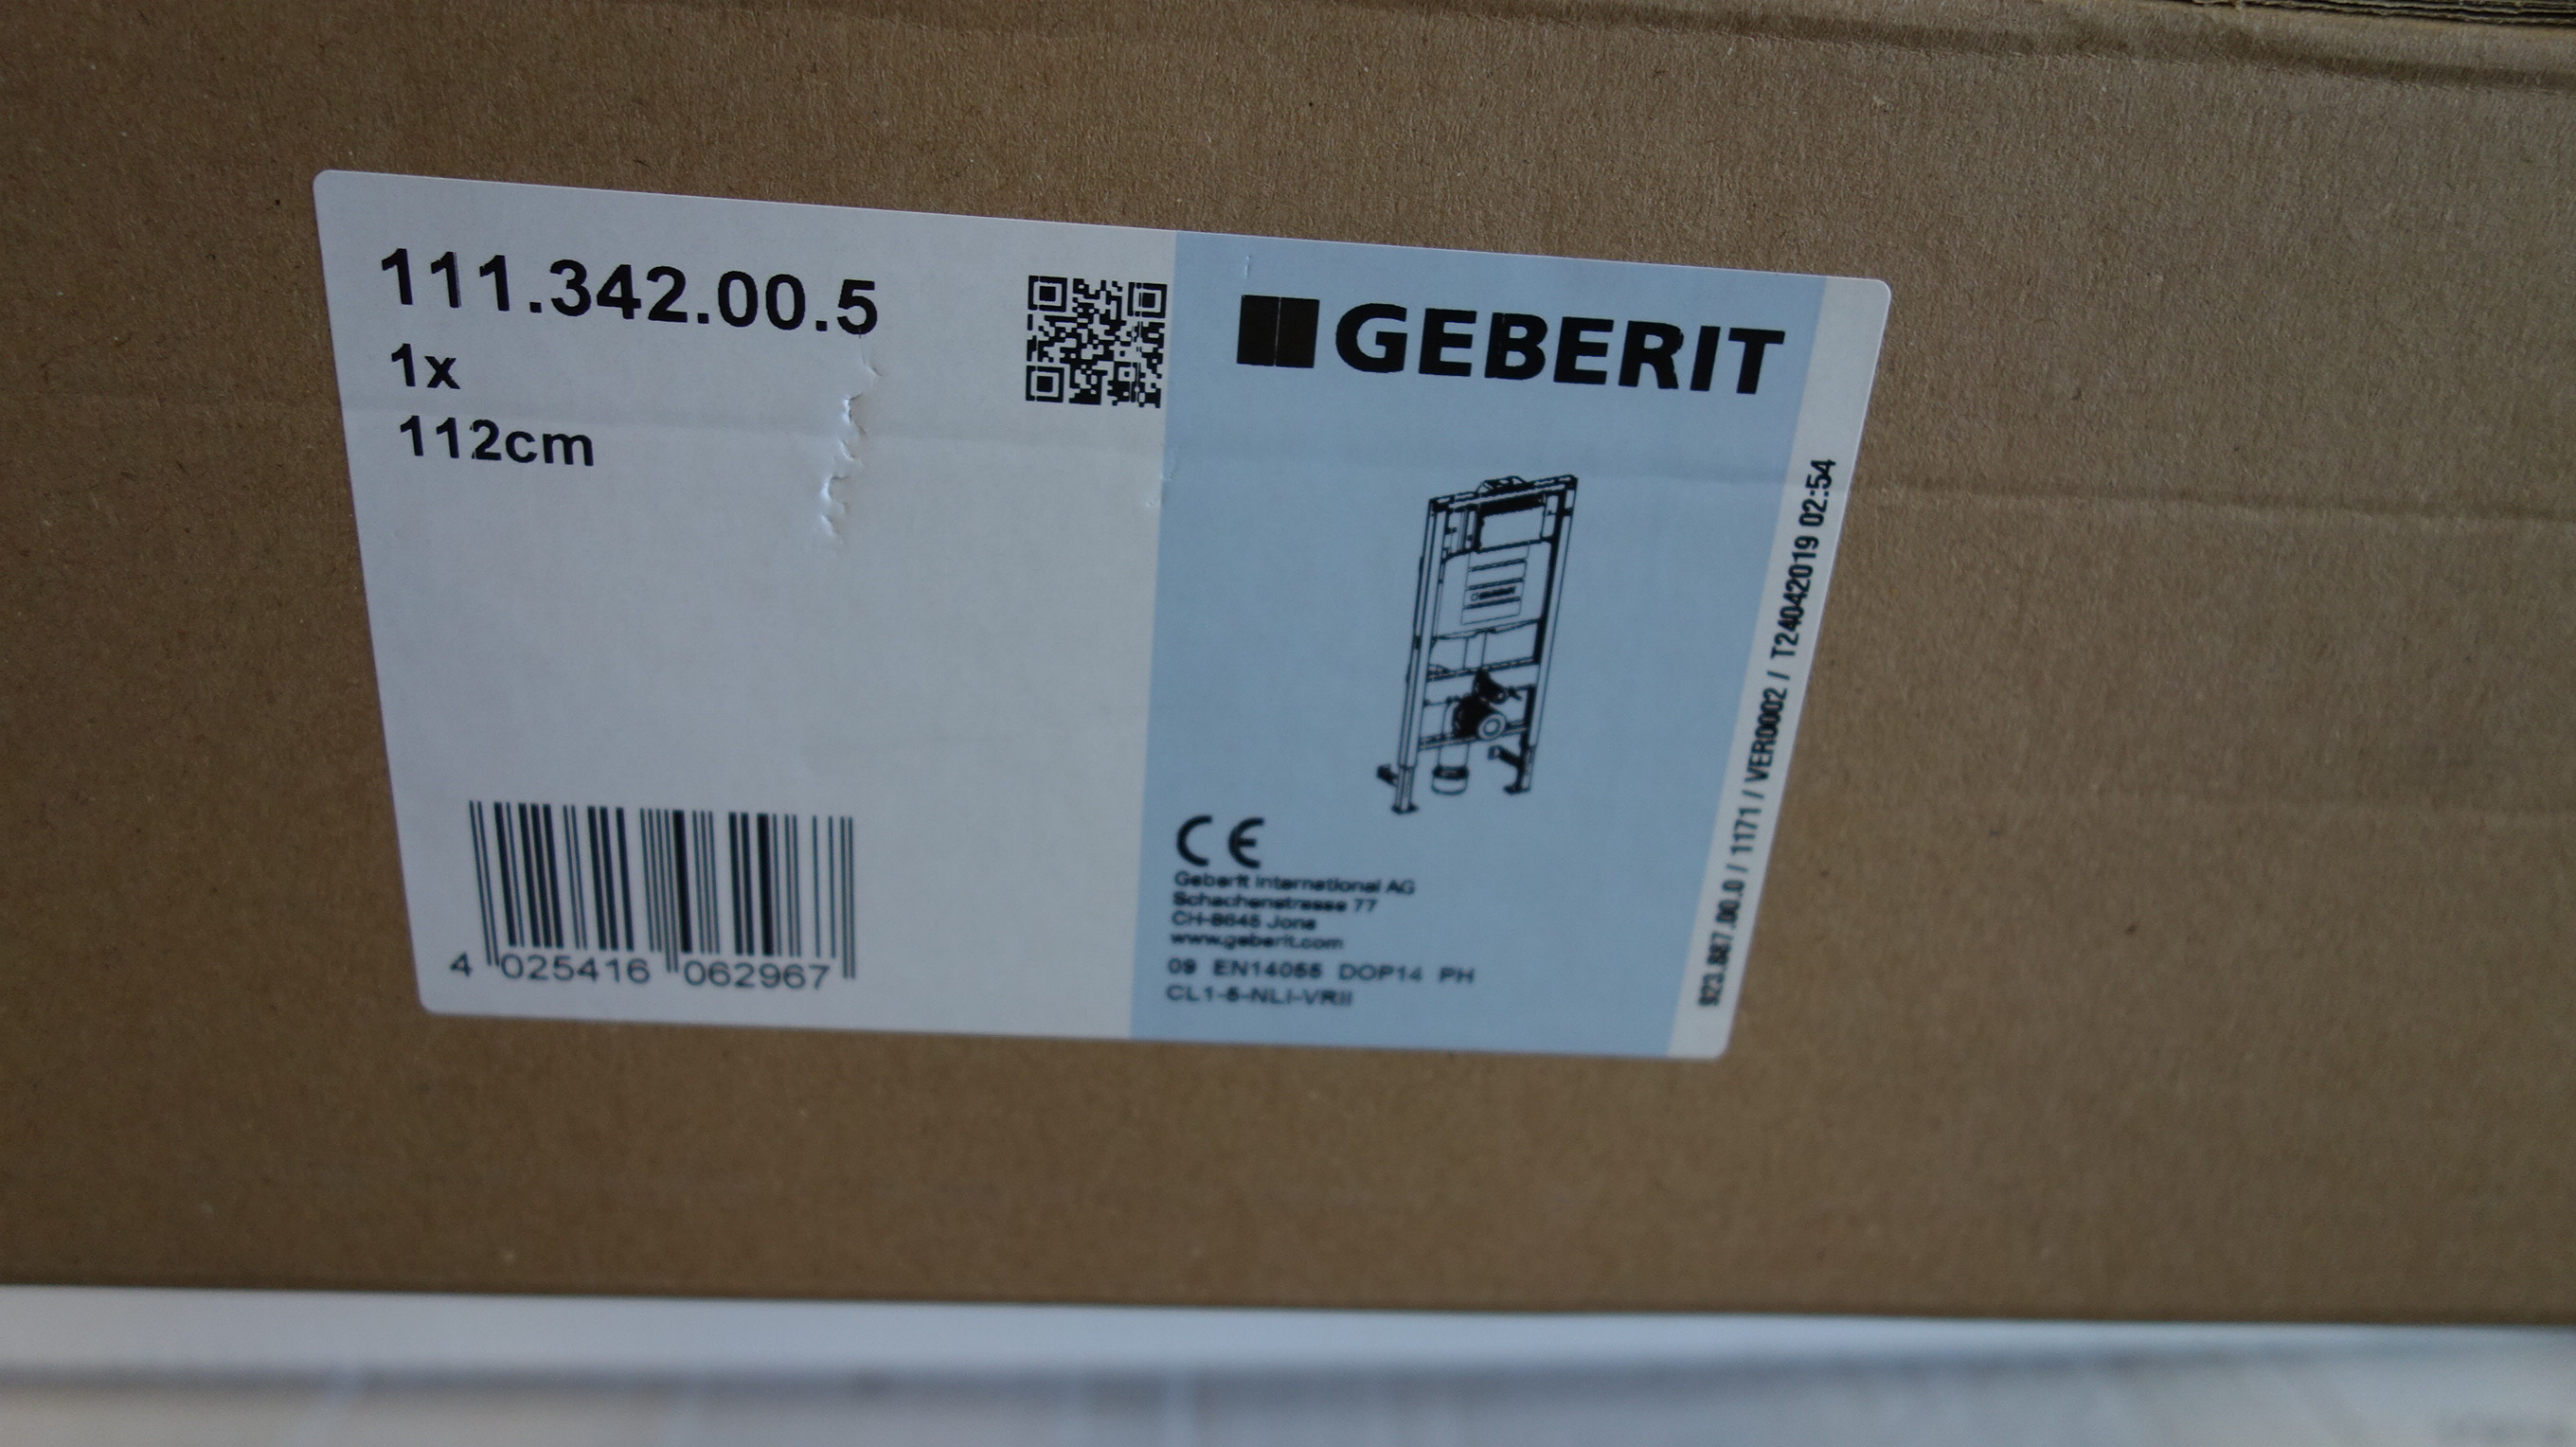 111.342.00.5
1x
112cm
4 025416 062967
GEBERIT
CE
Geberit International AG
Schachenstrasse 77
CH-8645 Jona
www.geberit.com
09 EN14055 DOP14 PH
CL1-5-NLI-VRII
923.887.00.0 / 1171 / VER0002 / T24042019 02:54